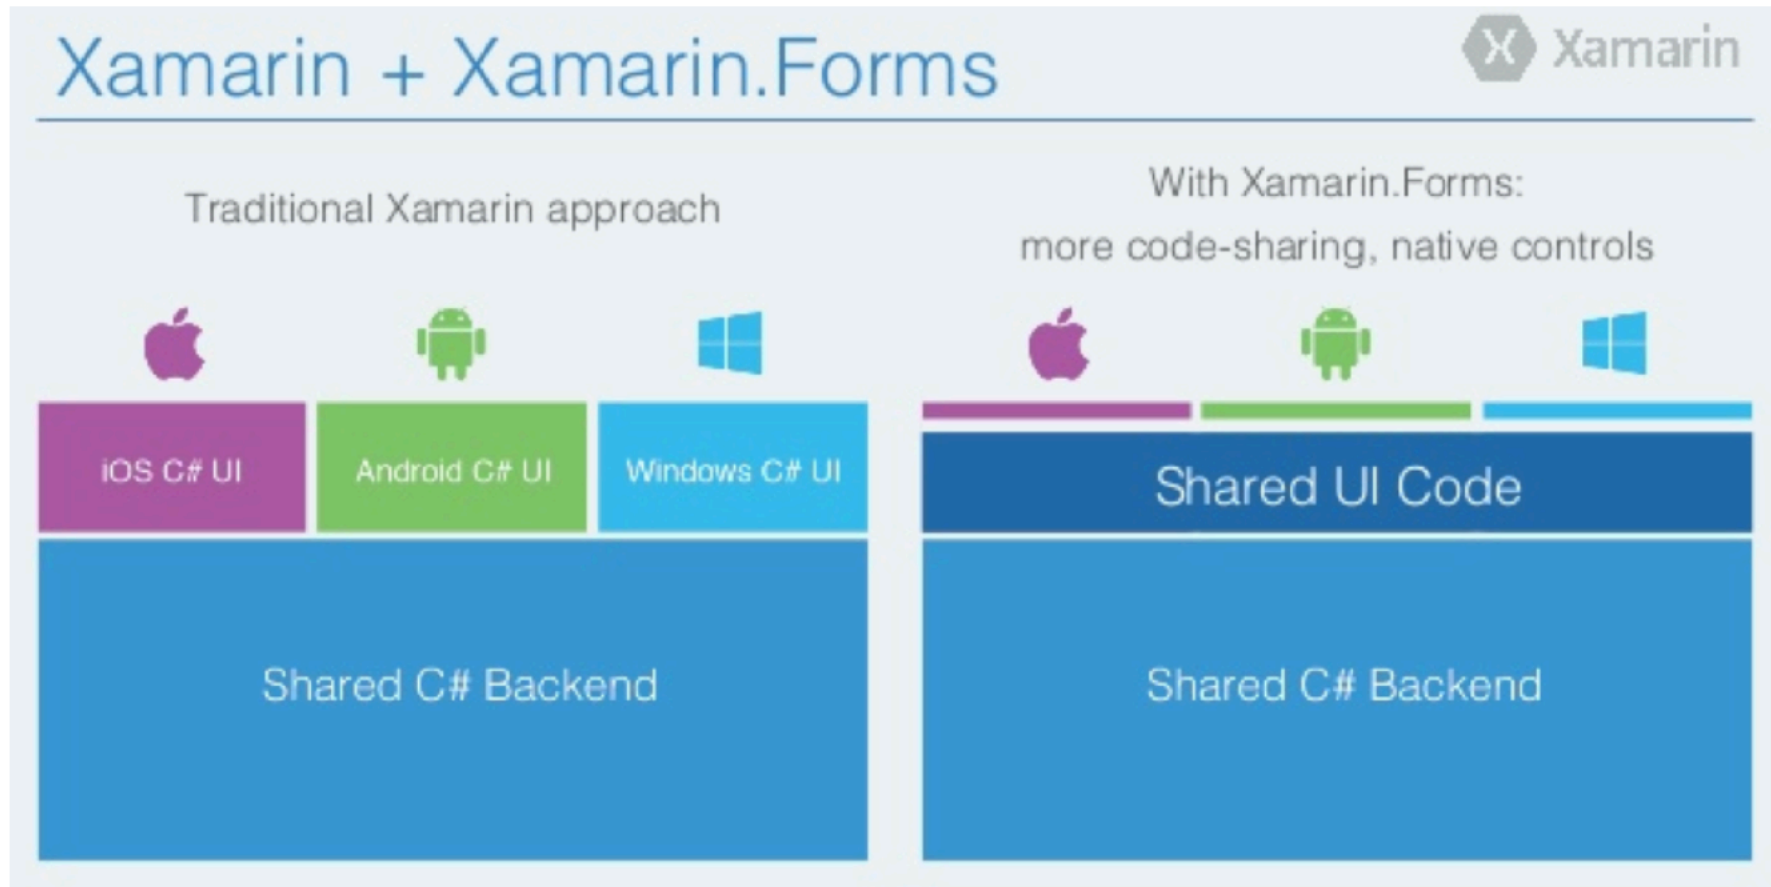 Xamarin + Xamarin.Forms
Xamarin
Traditional Xamarin approach
iOS C# UI
Android C# UI
Windows C# UI
Shared C# Backend
With Xamarin.Forms:
more code-sharing, native controls
Shared UI Code
Shared C# Backend